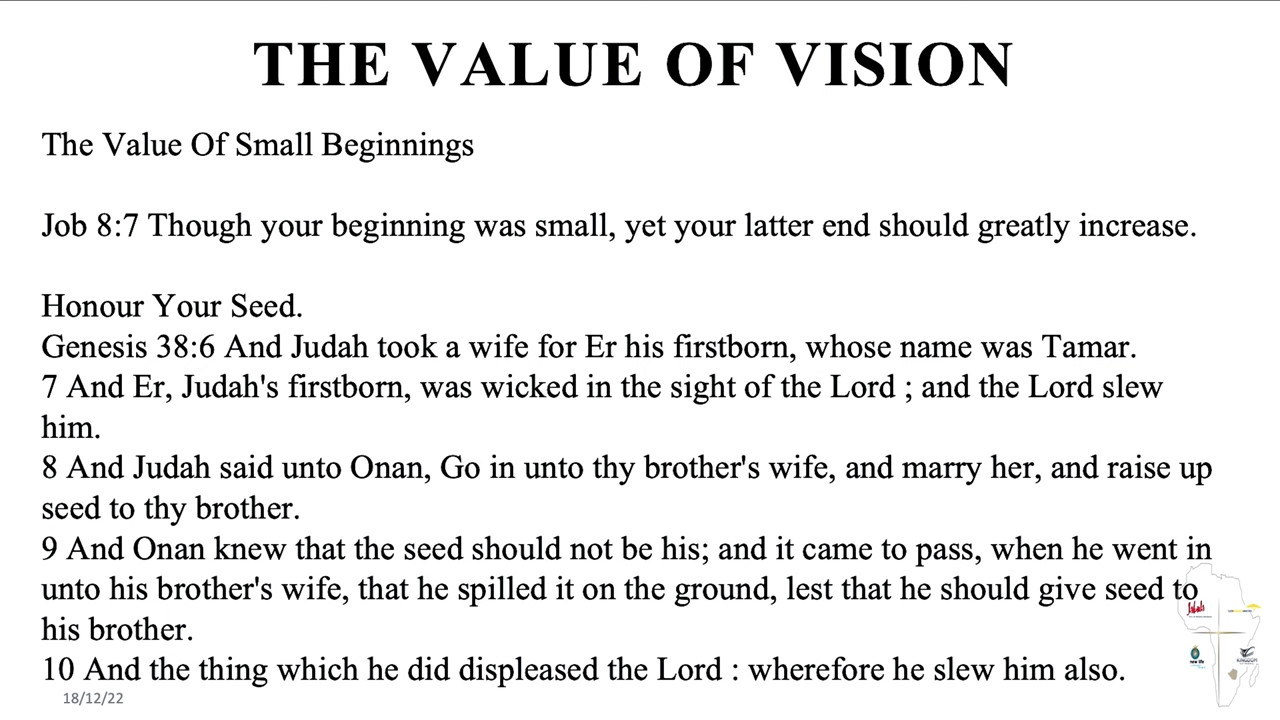 THE VALUE OF VISION
The Value Of Small Beginnings
Job 8:7 Though your beginning was small, yet your latter end should greatly increase.
Honour Your Seed.
Genesis 38:6 And Judah took a wife for Er his firstborn, whose name was Tamar.
7 And Er, Judah's firstborn, was wicked in the sight of the Lord ; and the Lord slew
him.
8 And Judah said unto Onan, Go in unto thy brother's wife, and marry her, and raise up
seed to thy brother.
9 And Onan knew that the seed should not be his; and it came to pass, when he went in
unto his brother's wife, that he spilled it on the ground, lest that he should give seed to
his brother.
10 And the thing which he did displeased the Lord : wherefore he slew him also.
new life
KINGDOM
18/12/22